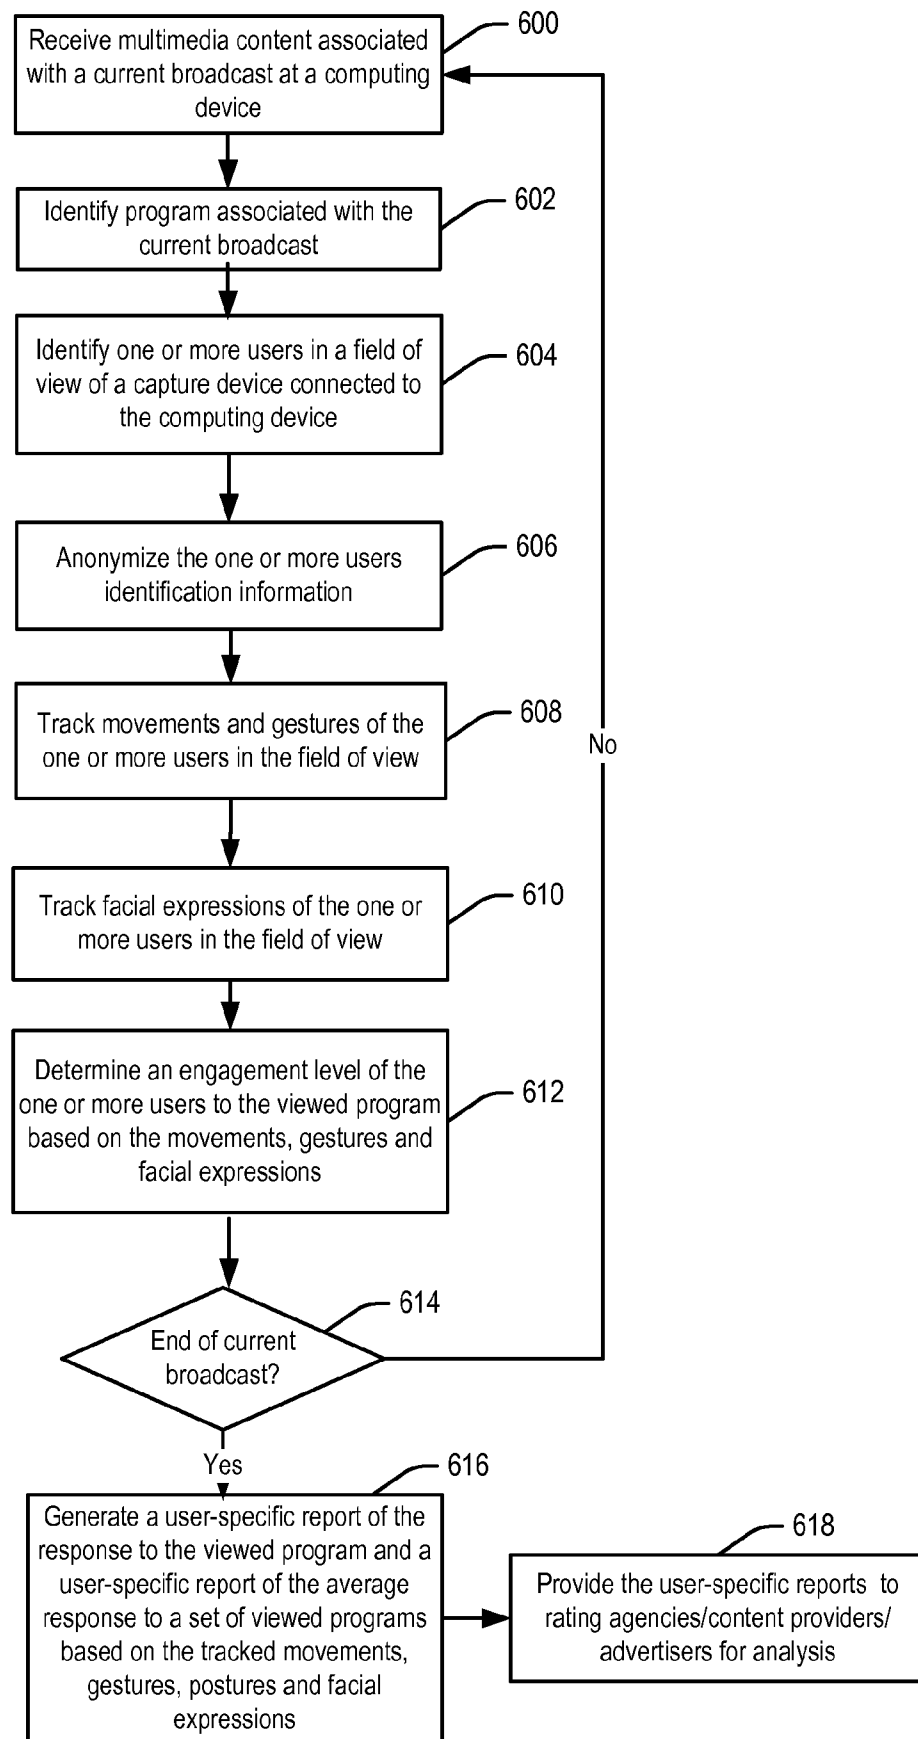 600
Receive multimedia content associated
with a current broadcast at a computing
device
602
Identify program associated with the
current broadcast
604
Identify one or more users in a field of
view of a capture device connected to
the computing device
606
Anonymize the one or more users
identification information
608
Track movements and gestures of the
one or more users in the field of view
No
610
Track facial expressions of the one or
more users in the field of view
612
Determine an engagement level of the
one or more users to the viewed program
based on the movements, gestures and
facial expressions
614
End of current
broadcast?
Yes
616
Generate a user-specific report of the
response to the viewed program and a
user-specific report of the average
response to a set of viewed programs
based on the tracked movements,
gestures, postures and facial
expressions
618
Provide the user-specific reports to
rating agencies/content providers/
advertisers for analysis